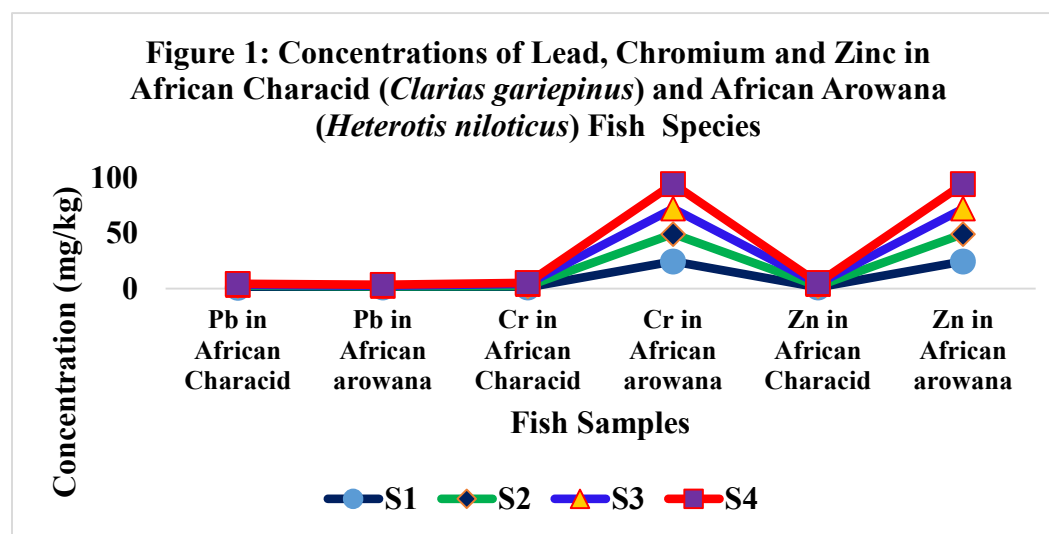 Figure 1: Concentrations of Lead, Chromium and Zinc in
African Characid (Clarias gariepinus) and African Arowana
(Heterotis niloticus) Fish Species
Concentration (mg/kg)
100
50
0
Pb in African Characid
Pb in African arowana
Cr in African Characid
Cr in African arowana
Zn in African Characid
Zn in African arowana
Fish Samples
S1 S2 S3 S4